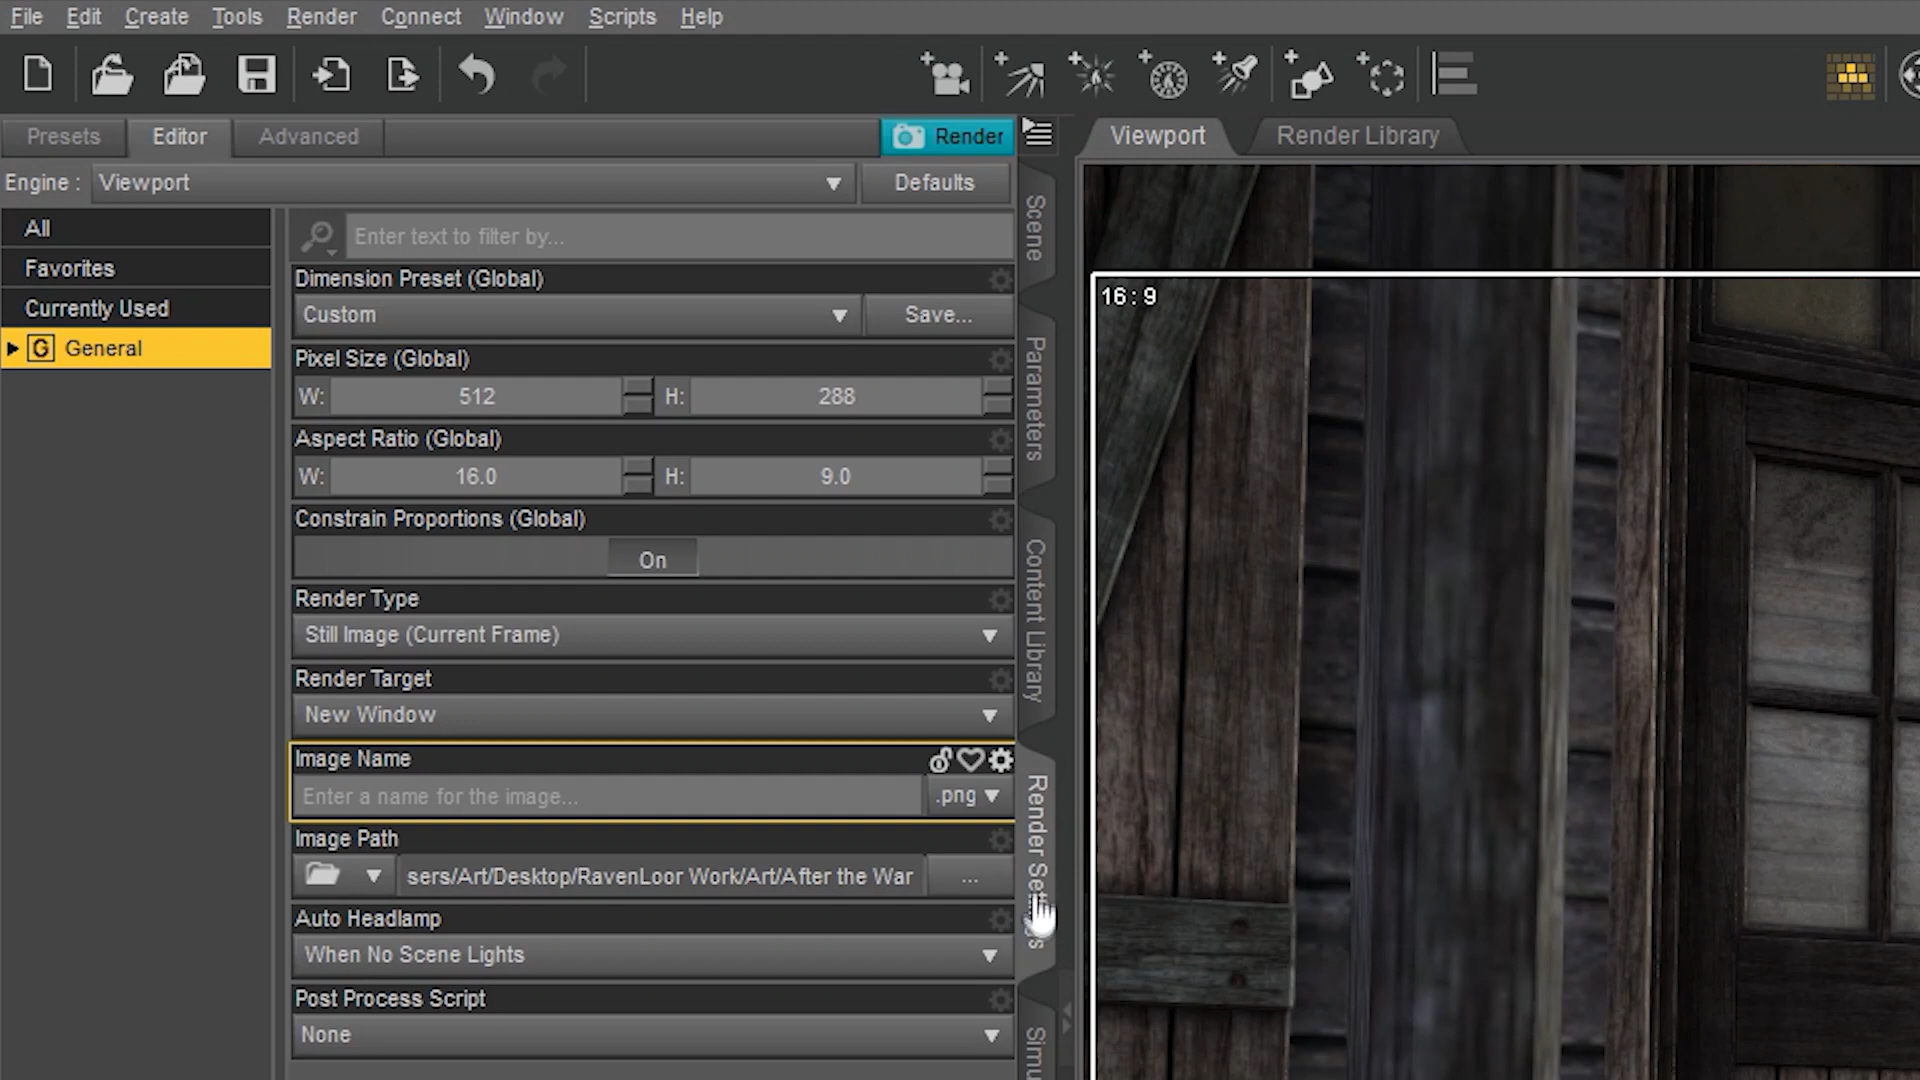 File Edit Create Tools Render Connect Window Scripts Help
Presets Editor Advanced Render
Viewport Render Library
Engine : Viewport Defaults
All
Favorites
Currently Used
G General
Enter text to filter by...
Dimension Preset (Global)
Custom Save...
Pixel Size (Global)
W: 512 H: 288
Aspect Ratio (Global)
W: 16.0 H: 9.0
Constrain Proportions (Global)
On
Render Type
Still Image (Current Frame)
Render Target
New Window
Image Name
Enter a name for the image... .png
Image Path
sers/Art/Desktop/RavenLoor Work/Art/After the War ...
Auto Headlamp
When No Scene Lights
Post Process Script
None
Scene
Parameters
Content Library
Render Settings
Simu
16:9